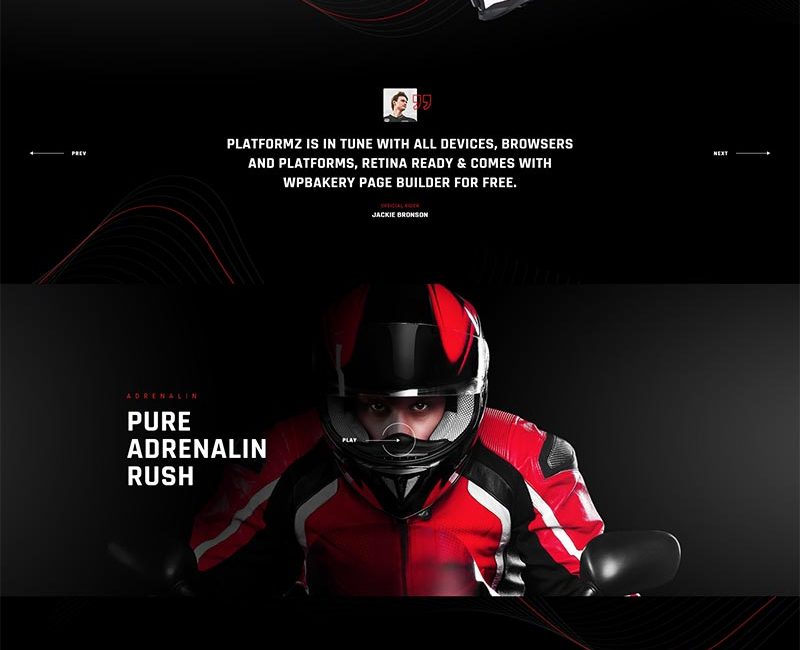 PLATFORMZ IS IN TUNE WITH ALL DEVICES, BROWSERS
AND PLATFORMS, RETINA READY & COMES WITH
WPBAKERY PAGE BUILDER FOR FREE.
PREV
NEXT
OFFICIAL RIDER
JACKIE BRONSON
ADRENALIN
PURE
ADRENALIN
RUSH
PLAY